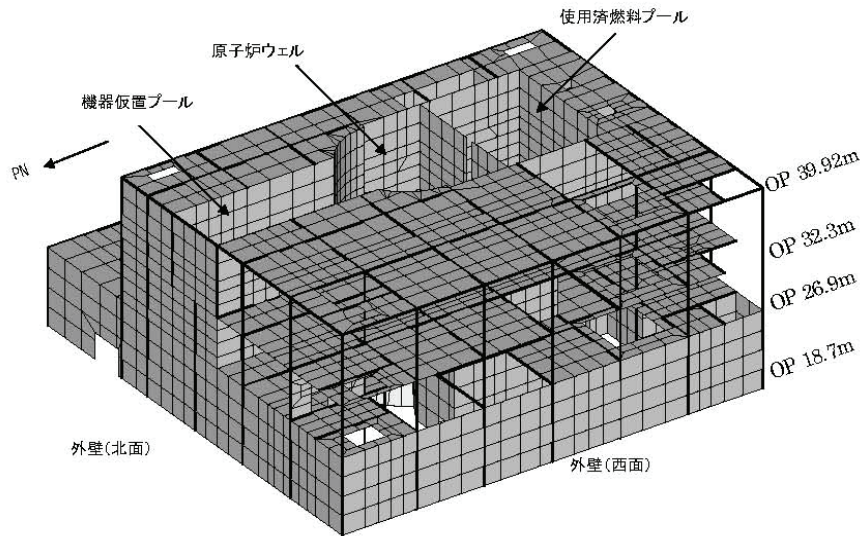 使用済燃料プール
原子炉ウェル
機器仮置プール
PN
OP 39.92m
OP 32.3m
OP 26.9m
OP 18.7m
外壁(北面)
外壁(西面)